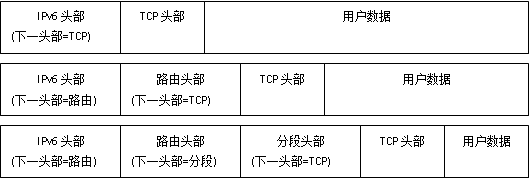 IPv6 头部 TCP 头部 用户数据
(下一头部=TCP)
IPv6 头部 路由头部 TCP 头部 用户数据
(下一头部=路由) (下一头部=TCP)
IPv6 头部 路由头部 分段头部 TCP 头部 用户数据
(下一头部=路由) (下一头部=分段) (下一头部=TCP)